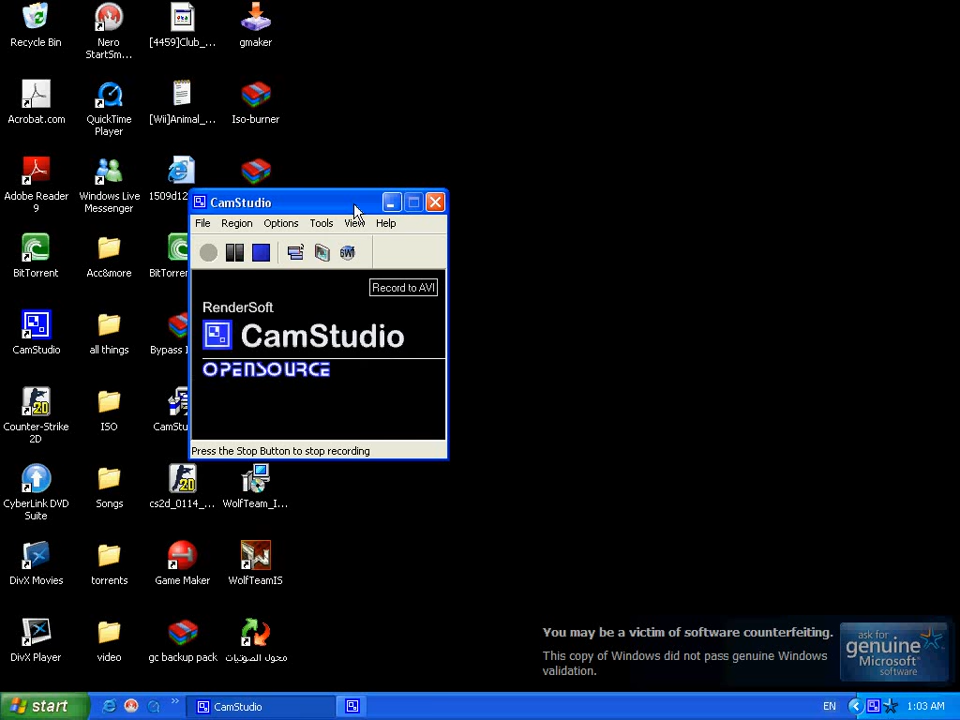 Recycle Bin
Nero
StartSm...
[4459]Club_...
gmaker
Acrobat.com
QuickTime
Player
[Wii]Animal_...
Iso-burner
Adobe Reader
9
Windows Live
Messenger
1509d12
BitTorrent
Acc&more
BitTorre
CamStudio
all things
Bypass
Counter-Strike
2D
ISO
CamStu
CyberLink DVD
Suite
Songs
cs2d_0114_...
WolfTeam_I...
DivX Movies
torrents
Game Maker
WolfTeamIS
DivX Player
video
gc backup pack
محول الصوتيات
CamStudio
File Region Options Tools View Help
SWF
Record to AVI
RenderSoft
CamStudio
OPENSOURCE
Press the Stop Button to stop recording
You may be a victim of software counterfeiting.
This copy of Windows did not pass genuine Windows
validation.
ask for
genuine
Microsoft
software
start
CamStudio
EN
1:03 AM